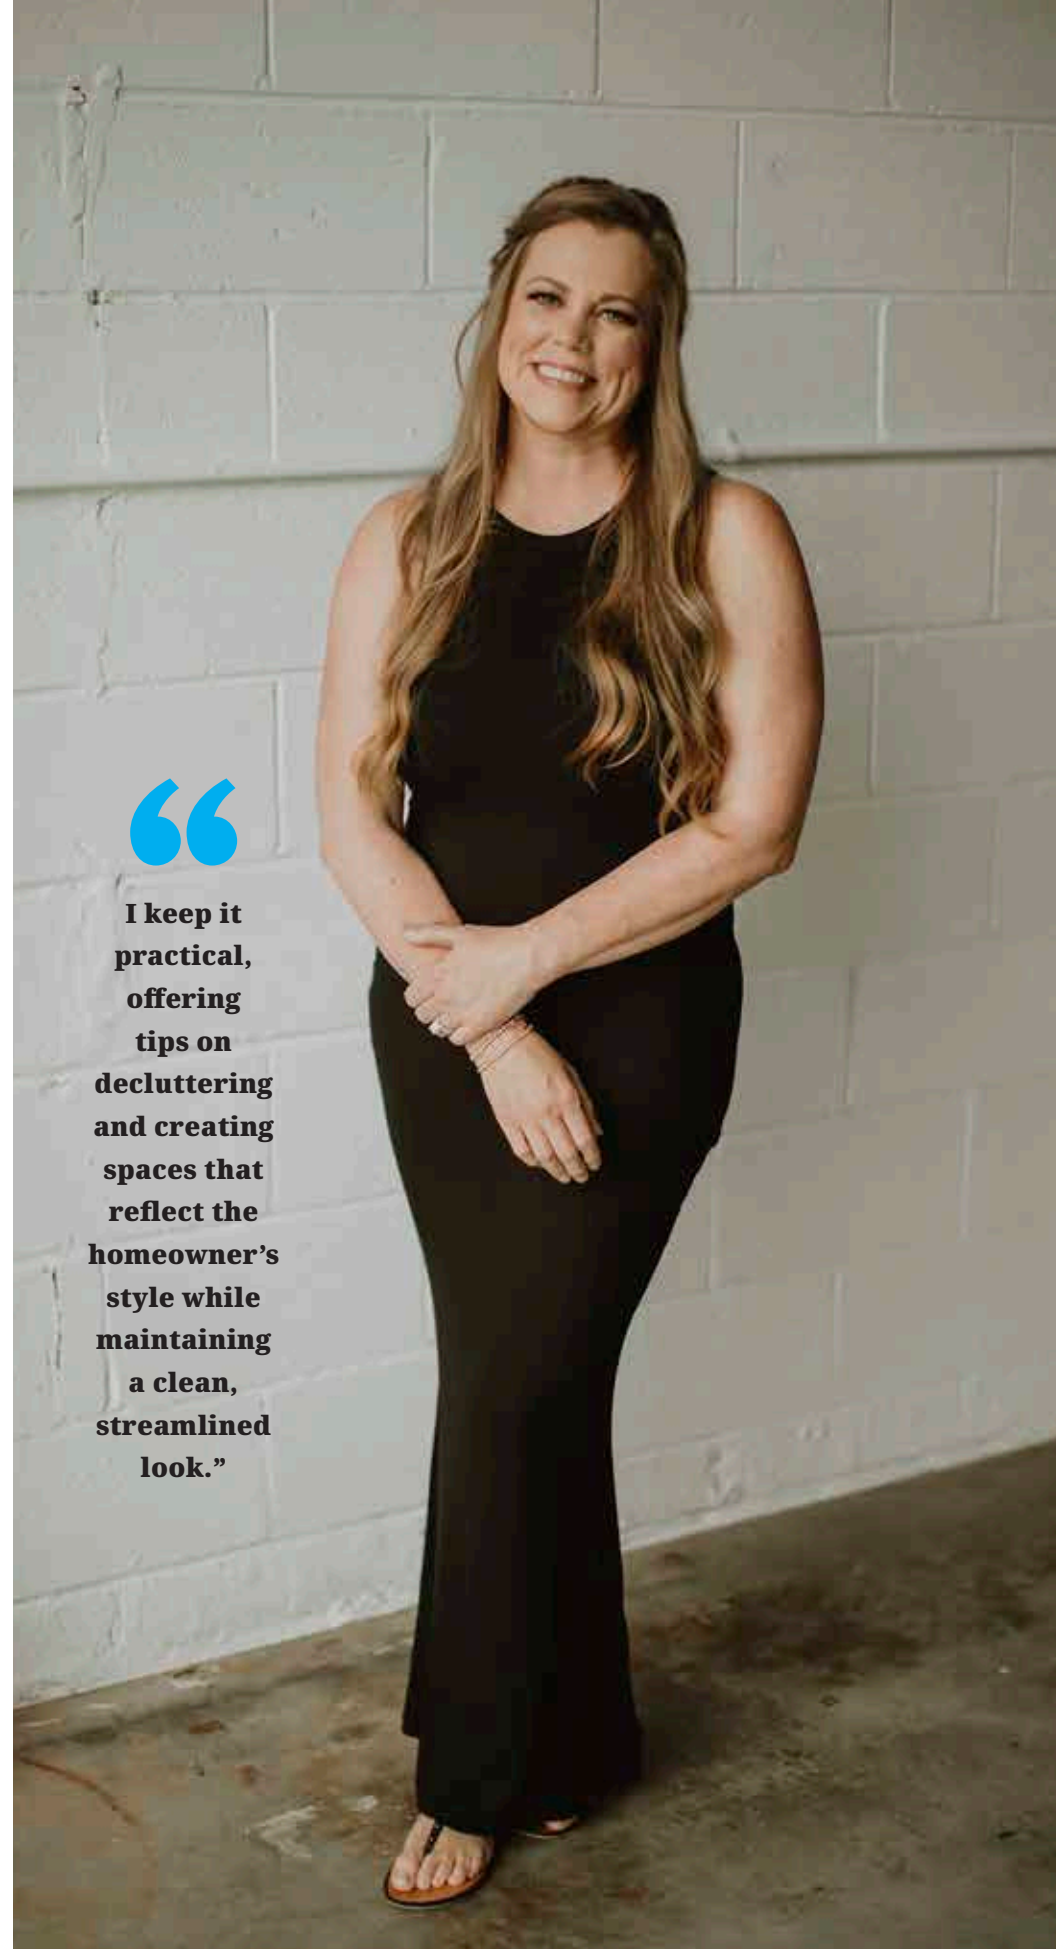 “
I keep it
practical,
offering
tips on
decluttering
and creating
spaces that
reflect the
homeowner’s
style while
maintaining
a clean,
streamlined
look.”